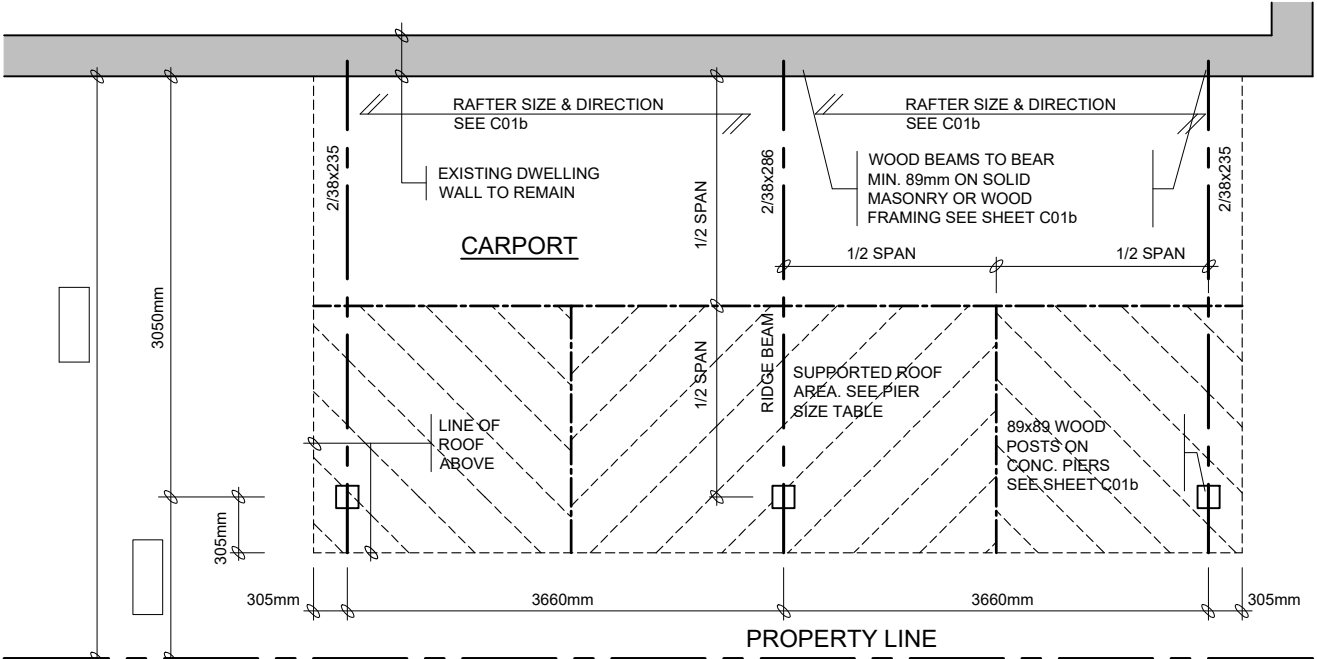 RAFTER SIZE & DIRECTION
SEE C01b
RAFTER SIZE & DIRECTION
SEE C01b
2/38x235
EXISTING DWELLING
WALL TO REMAIN
1/2 SPAN
2/38x286
WOOD BEAMS TO BEAR
MIN. 89mm ON SOLID
MASONRY OR WOOD
FRAMING SEE SHEET C01b
2/38x235
CARPORT
1/2 SPAN
1/2 SPAN
3050mm
1/2 SPAN
RIDGE BEAM
SUPPORTED ROOF
AREA. SEE PIER
SIZE TABLE
LINE OF
ROOF
ABOVE
89x89 WOOD
POSTS ON
CONC. PIERS
SEE SHEET C01b
305mm
305mm
3660mm
3660mm
305mm
PROPERTY LINE